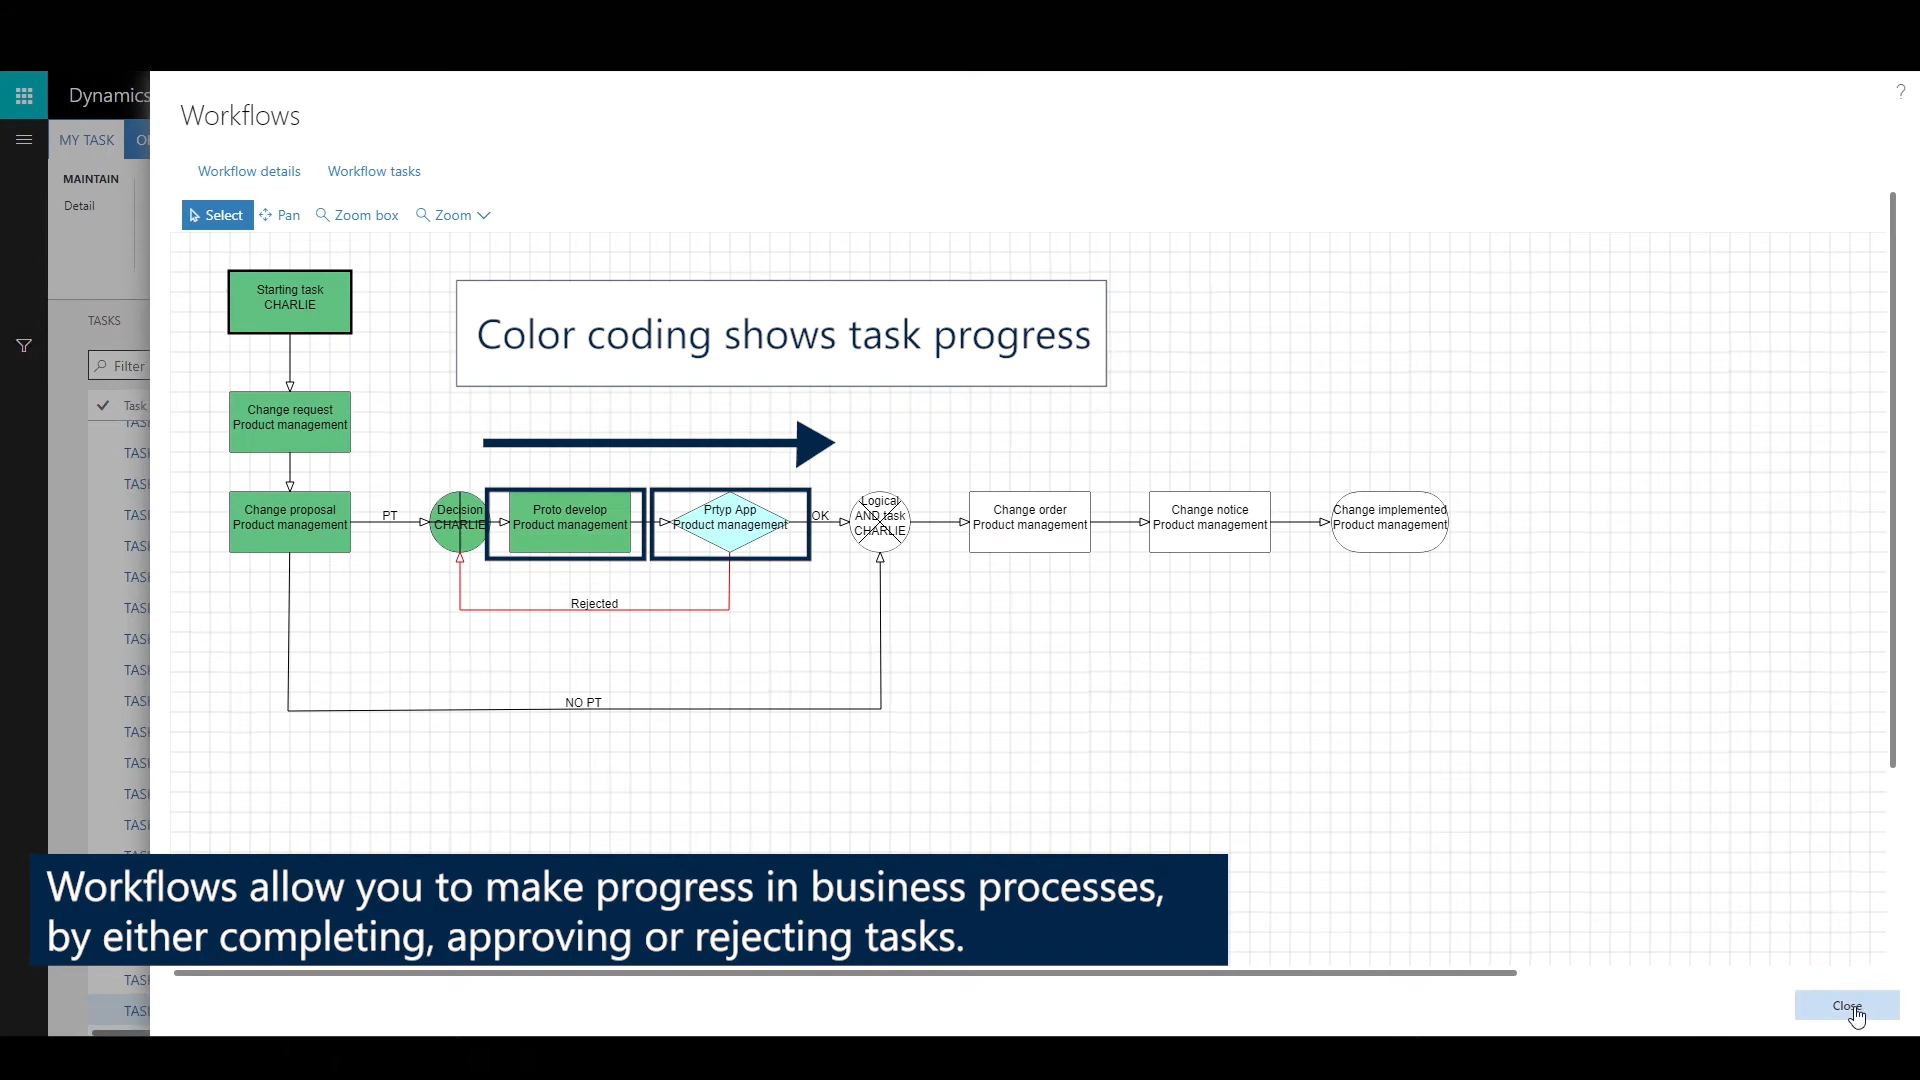 Dynamics
?
Workflows
MY TASK
Workflow details
Workflow tasks
MAINTAIN
Detail
Select
Pan
Zoom box
Zoom
Starting task
CHARLIE
Color coding shows task progress
TASKS
Filter
Task
Change request
Product management
Change proposal
Product management
PT
Decision
CHARLIE
Proto develop
Product management
Prtyp App
Product management
OK
Logical
AND task
CHARLIE
Change order
Product management
Change notice
Product management
Change implemented
Product management
Rejected
NO PT
Workflows allow you to make progress in business processes,
by either completing, approving or rejecting tasks.
Close